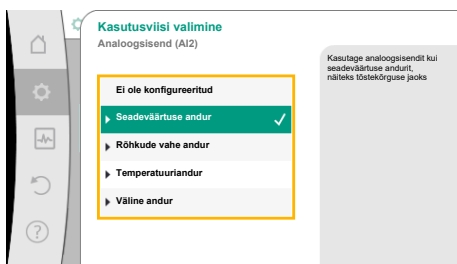 Kasutusviisi valimine
Analoogsisend (AI2)
Ei ole konfigureeritud
Seadeväärtuse andur
Rõhkude vahe andur
Temperatuuriandur
Väline andur
Kasutage analoogsisendit kui
seadeväärtuse andurit,
näiteks tõstekõrguse jaoks